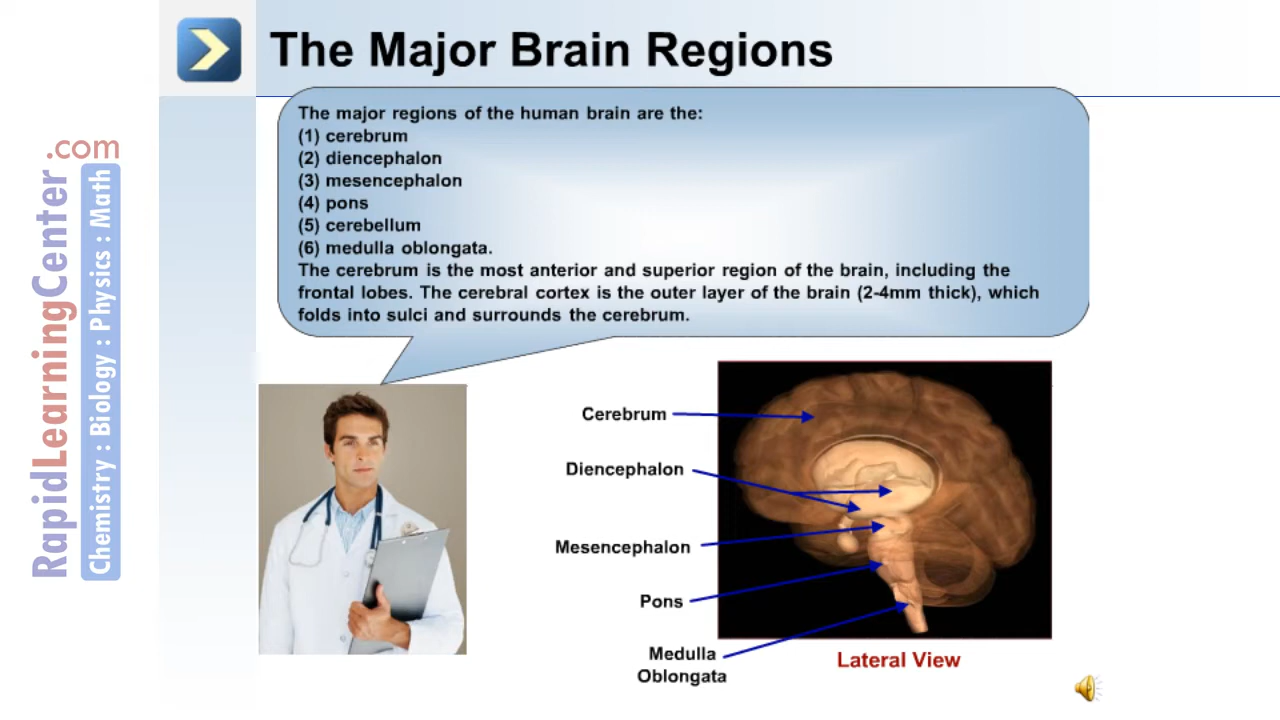 The Major Brain Regions
The major regions of the human brain are the:
(1) cerebrum
(2) diencephalon
(3) mesencephalon
(4) pons
(5) cerebellum
(6) medulla oblongata.
The cerebrum is the most anterior and superior region of the brain, including the
frontal lobes. The cerebral cortex is the outer layer of the brain (2-4mm thick), which
folds into sulci and surrounds the cerebrum.
RapidLearningCenter.com
Chemistry : Biology : Physics : Math
Cerebrum
Diencephalon
Mesencephalon
Pons
Medulla
Oblongata
Lateral View